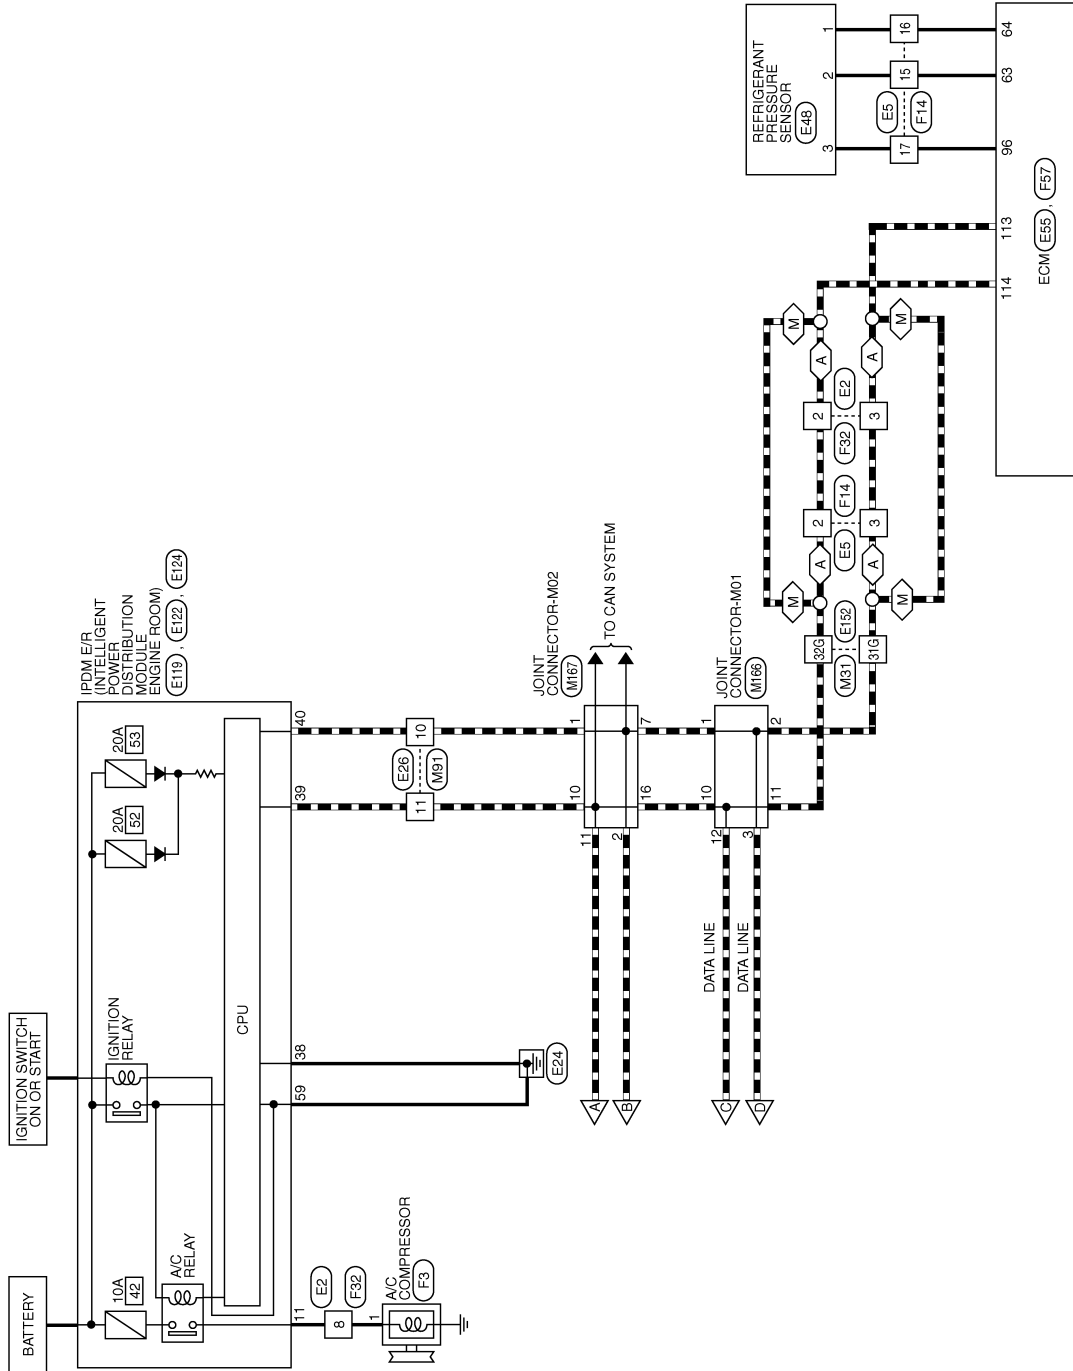 BATTERY
IGNITION SWITCH
ON OR START
IPDM E/R
(INTELLIGENT
POWER
DISTRIBUTION
MODULE
ENGINE ROOM)
E119 , E122 , E124
10A
42
A/C
RELAY
IGNITION
RELAY
20A
52
20A
53
CPU
11
59
38
39
40
E2
8
F32
1
A/C
COMPRESSOR
F3
E24
E26
11
10
M91
JOINT
CONNECTOR-M02
M167
10
1
11
2
16
7
TO CAN SYSTEM
A
B
JOINT
CONNECTOR-M01
M166
10
1
12
3
11
2
DATA LINE
DATA LINE
C
D
32G
31G
M31
E152
M
M
A
A
2
3
E5
F14
2
3
F32
E2
A
A
M
M
114
113
96
63
64
ECM E55 , F57
REFRIGERANT
PRESSURE
SENSOR
E48
3
2
1
17
15
16
E5
F14